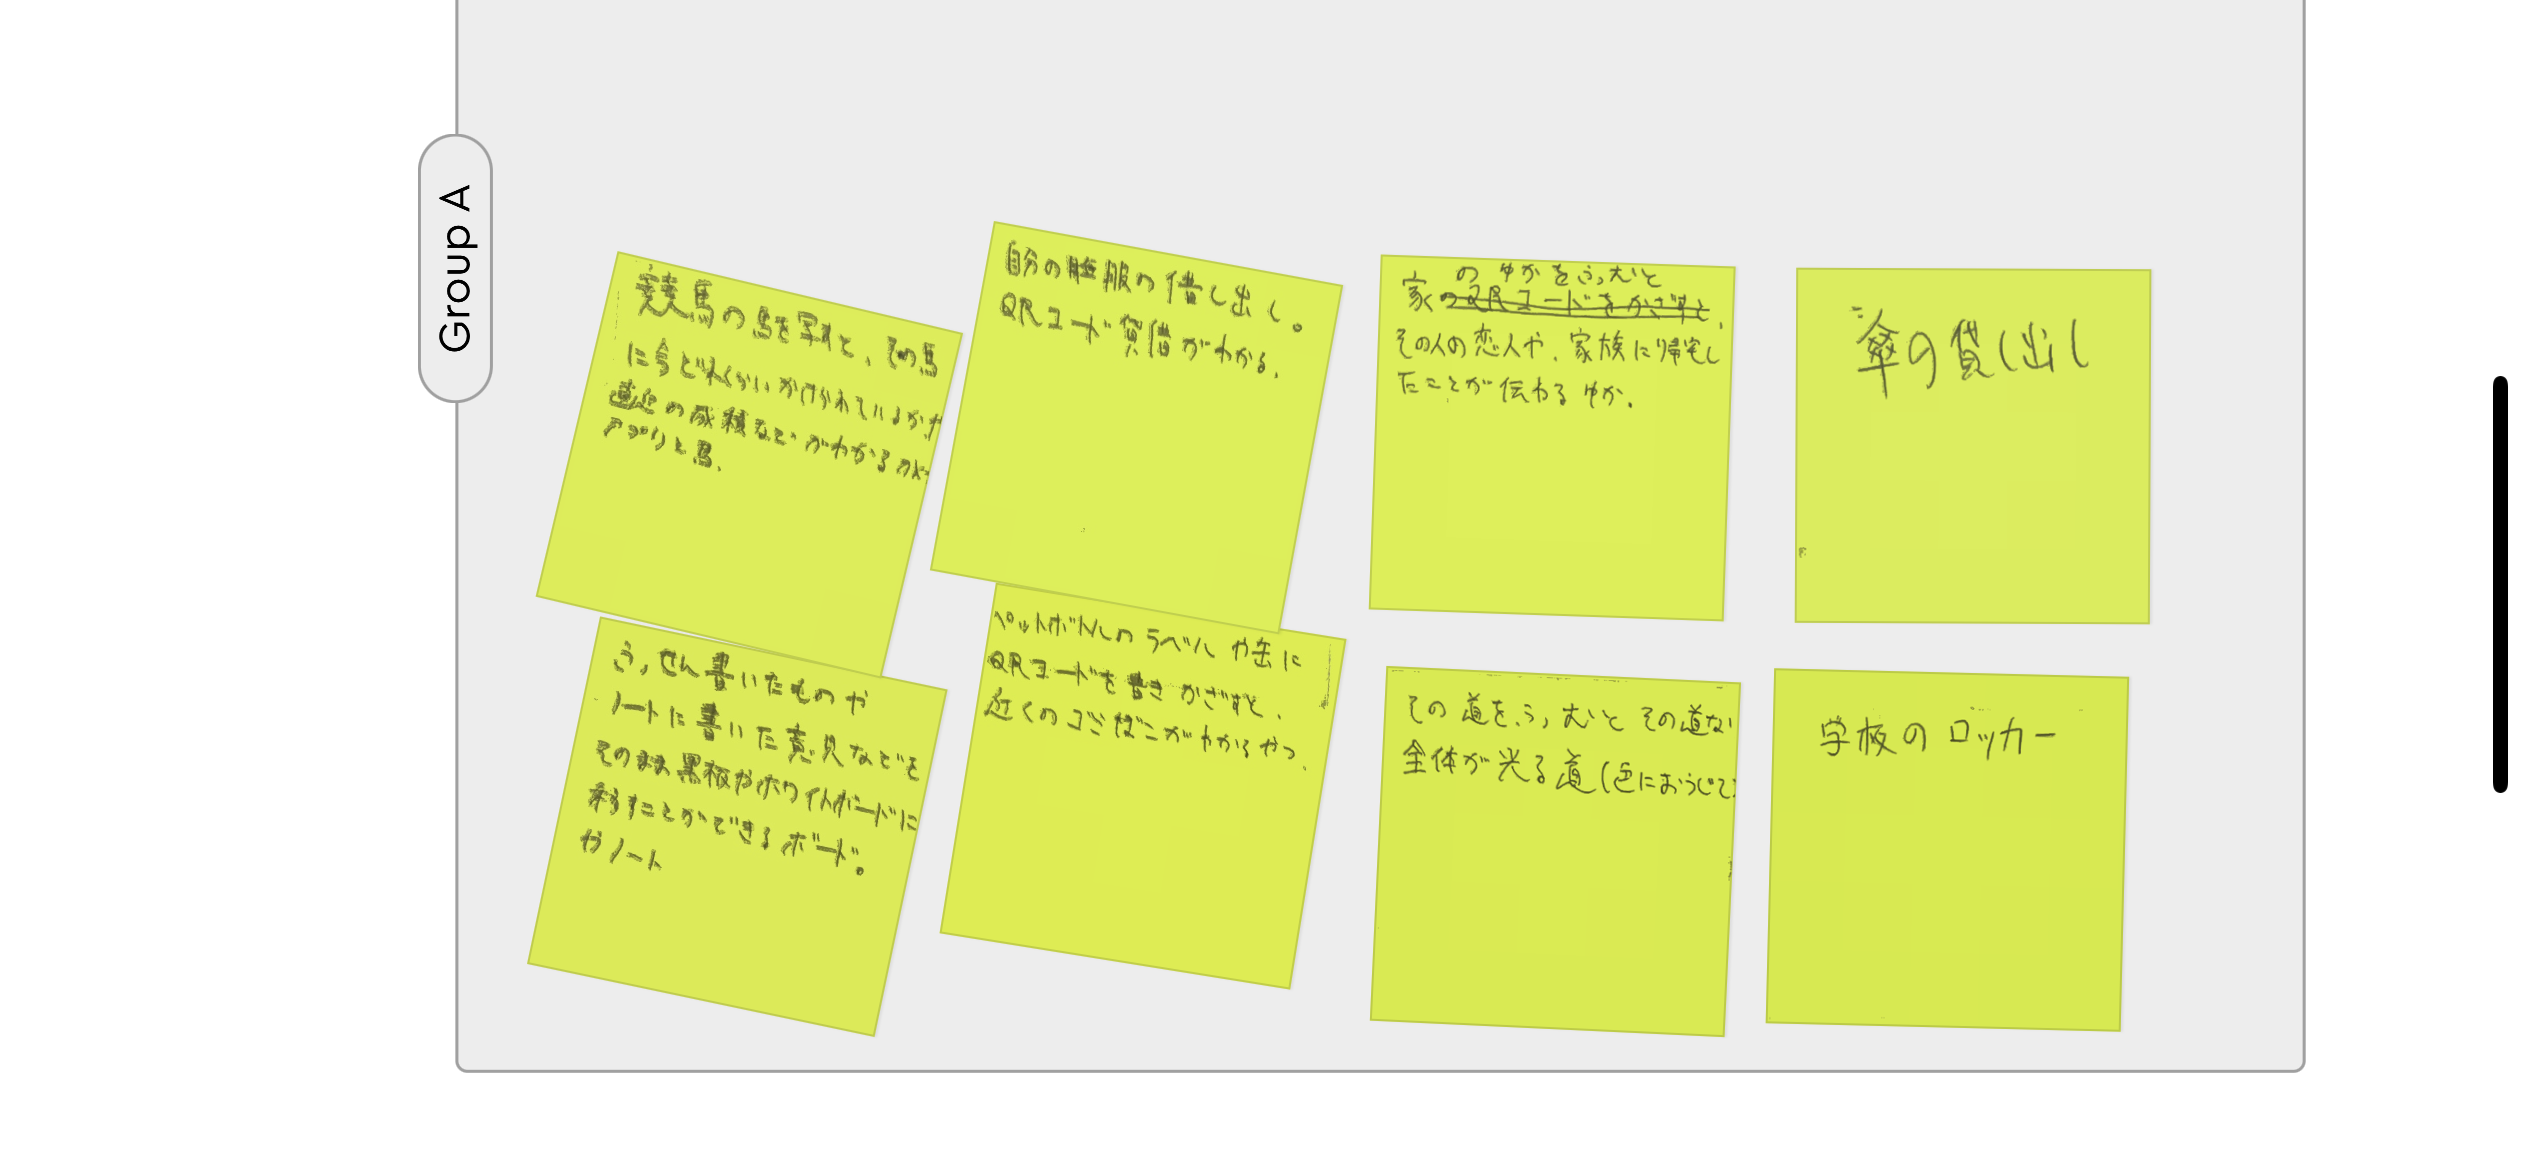 Group A
競馬の馬を写すと、その馬
に今どれくらいかけられているかや
最近の成績などがわかる
アプリと馬、
自分の服の借し出し。
QRコード貸借がわかる、
のゆかをふっむと
家のQRコードをかざすと、
その人の恋人や、家族に帰宅し
たことが伝わるゆか.
傘の貸し出し
ふっせん書いたものや
ノートに書いた意見などを
そのまま黒板やホワイトボードに
移すことができるボード。
やノート
ペットボトルのラベルや缶に
QRコードを書きかざすと、
近くのゴミばこがわかるやつ、
その道をふっむとその道ない
全体が光る道(色におうじて
学校のロッカー